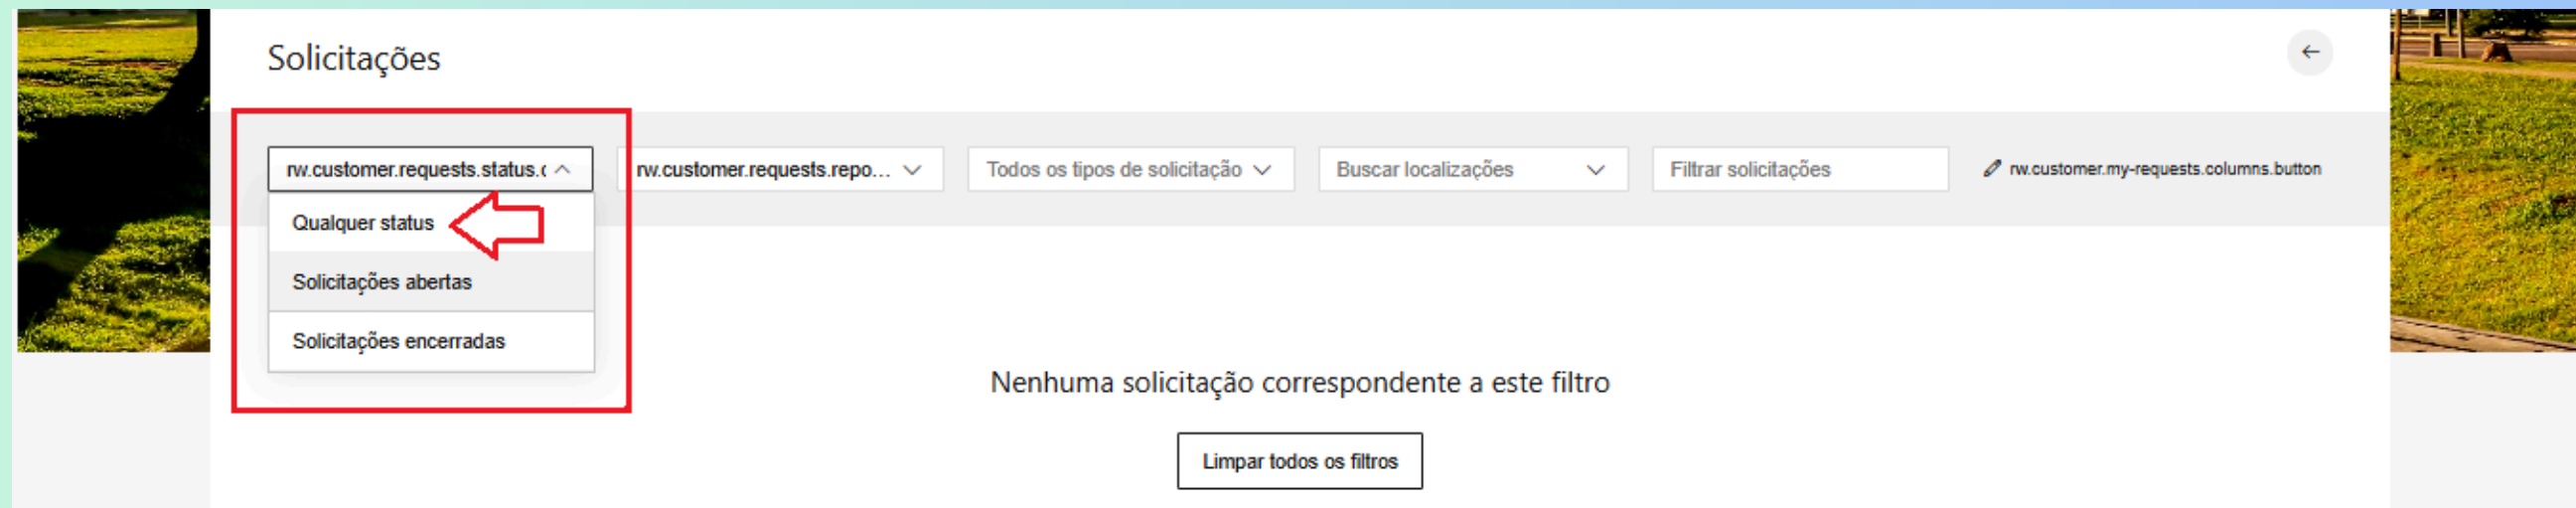 Solicitações
rw.customer.requests.status.c
rw.customer.requests.repo...
Todos os tipos de solicitação
Buscar localizações
Filtrar solicitações
rw.customer.my-requests.columns.button
Qualquer status
Solicitações abertas
Solicitações encerradas
Nenhuma solicitação correspondente a este filtro
Limpar todos os filtros